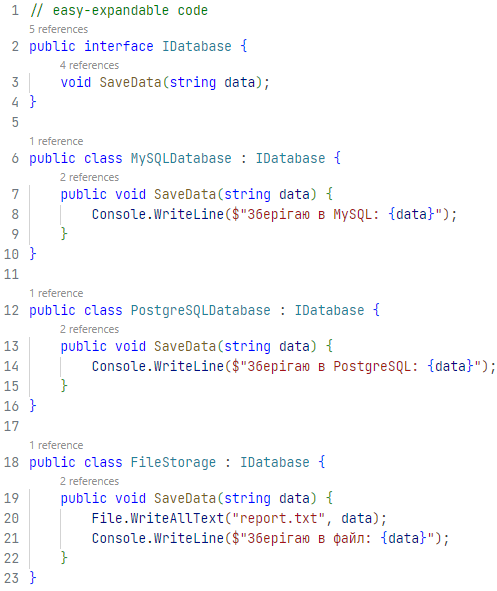 1 // easy-expandable code
5 references
2 public interface IDatabase {
4 references
3 void SaveData(string data);
4 }
5
1 reference
6 public class MySQLDatabase : IDatabase {
2 references
7 public void SaveData(string data) {
8 Console.WriteLine($"Зберігаю в MySQL: {data}");
9 }
10 }
11
1 reference
12 public class PostgreSQLDatabase : IDatabase {
2 references
13 public void SaveData(string data) {
14 Console.WriteLine($"Зберігаю в PostgreSQL: {data}");
15 }
16 }
17
1 reference
18 public class FileStorage : IDatabase {
2 references
19 public void SaveData(string data) {
20 File.WriteAllText("report.txt", data);
21 Console.WriteLine($"Зберігаю в файл: {data}");
22 }
23 }